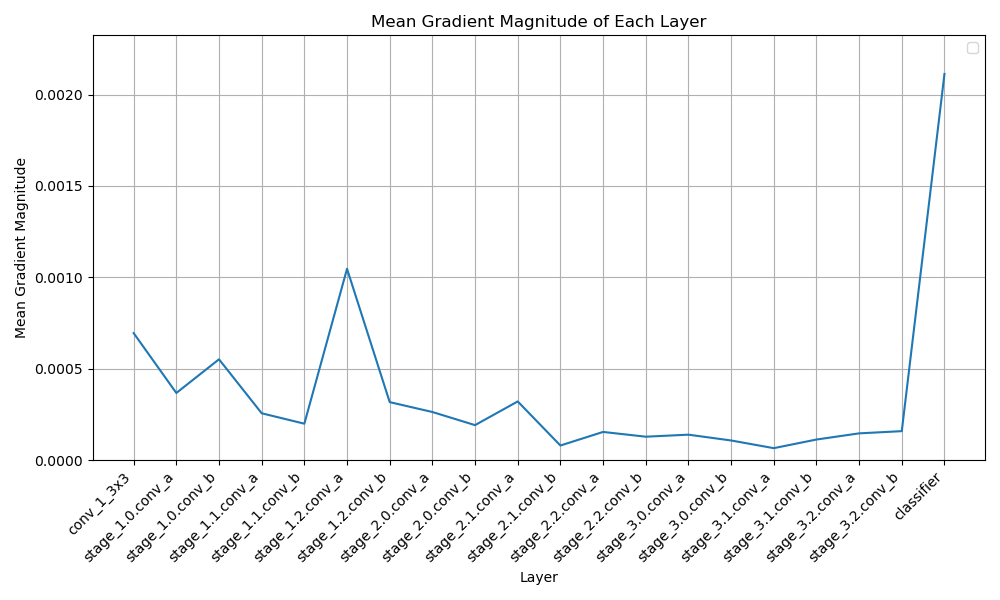 Mean Gradient Magnitude of Each Layer
Mean Gradient Magnitude
0.0020
0.0015
0.0010
0.0005
0.0000
conv_1_3x3
stage_1.0.conv_a
stage_1.0.conv_b
stage_1.1.conv_a
stage_1.1.conv_b
stage_1.2.conv_a
stage_1.2.conv_b
stage_2.0.conv_a
stage_2.0.conv_b
stage_2.1.conv_a
stage_2.1.conv_b
stage_2.2.conv_a
stage_2.2.conv_b
stage_3.0.conv_a
stage_3.0.conv_b
stage_3.1.conv_a
stage_3.1.conv_b
stage_3.2.conv_a
stage_3.2.conv_b
classifier
Layer